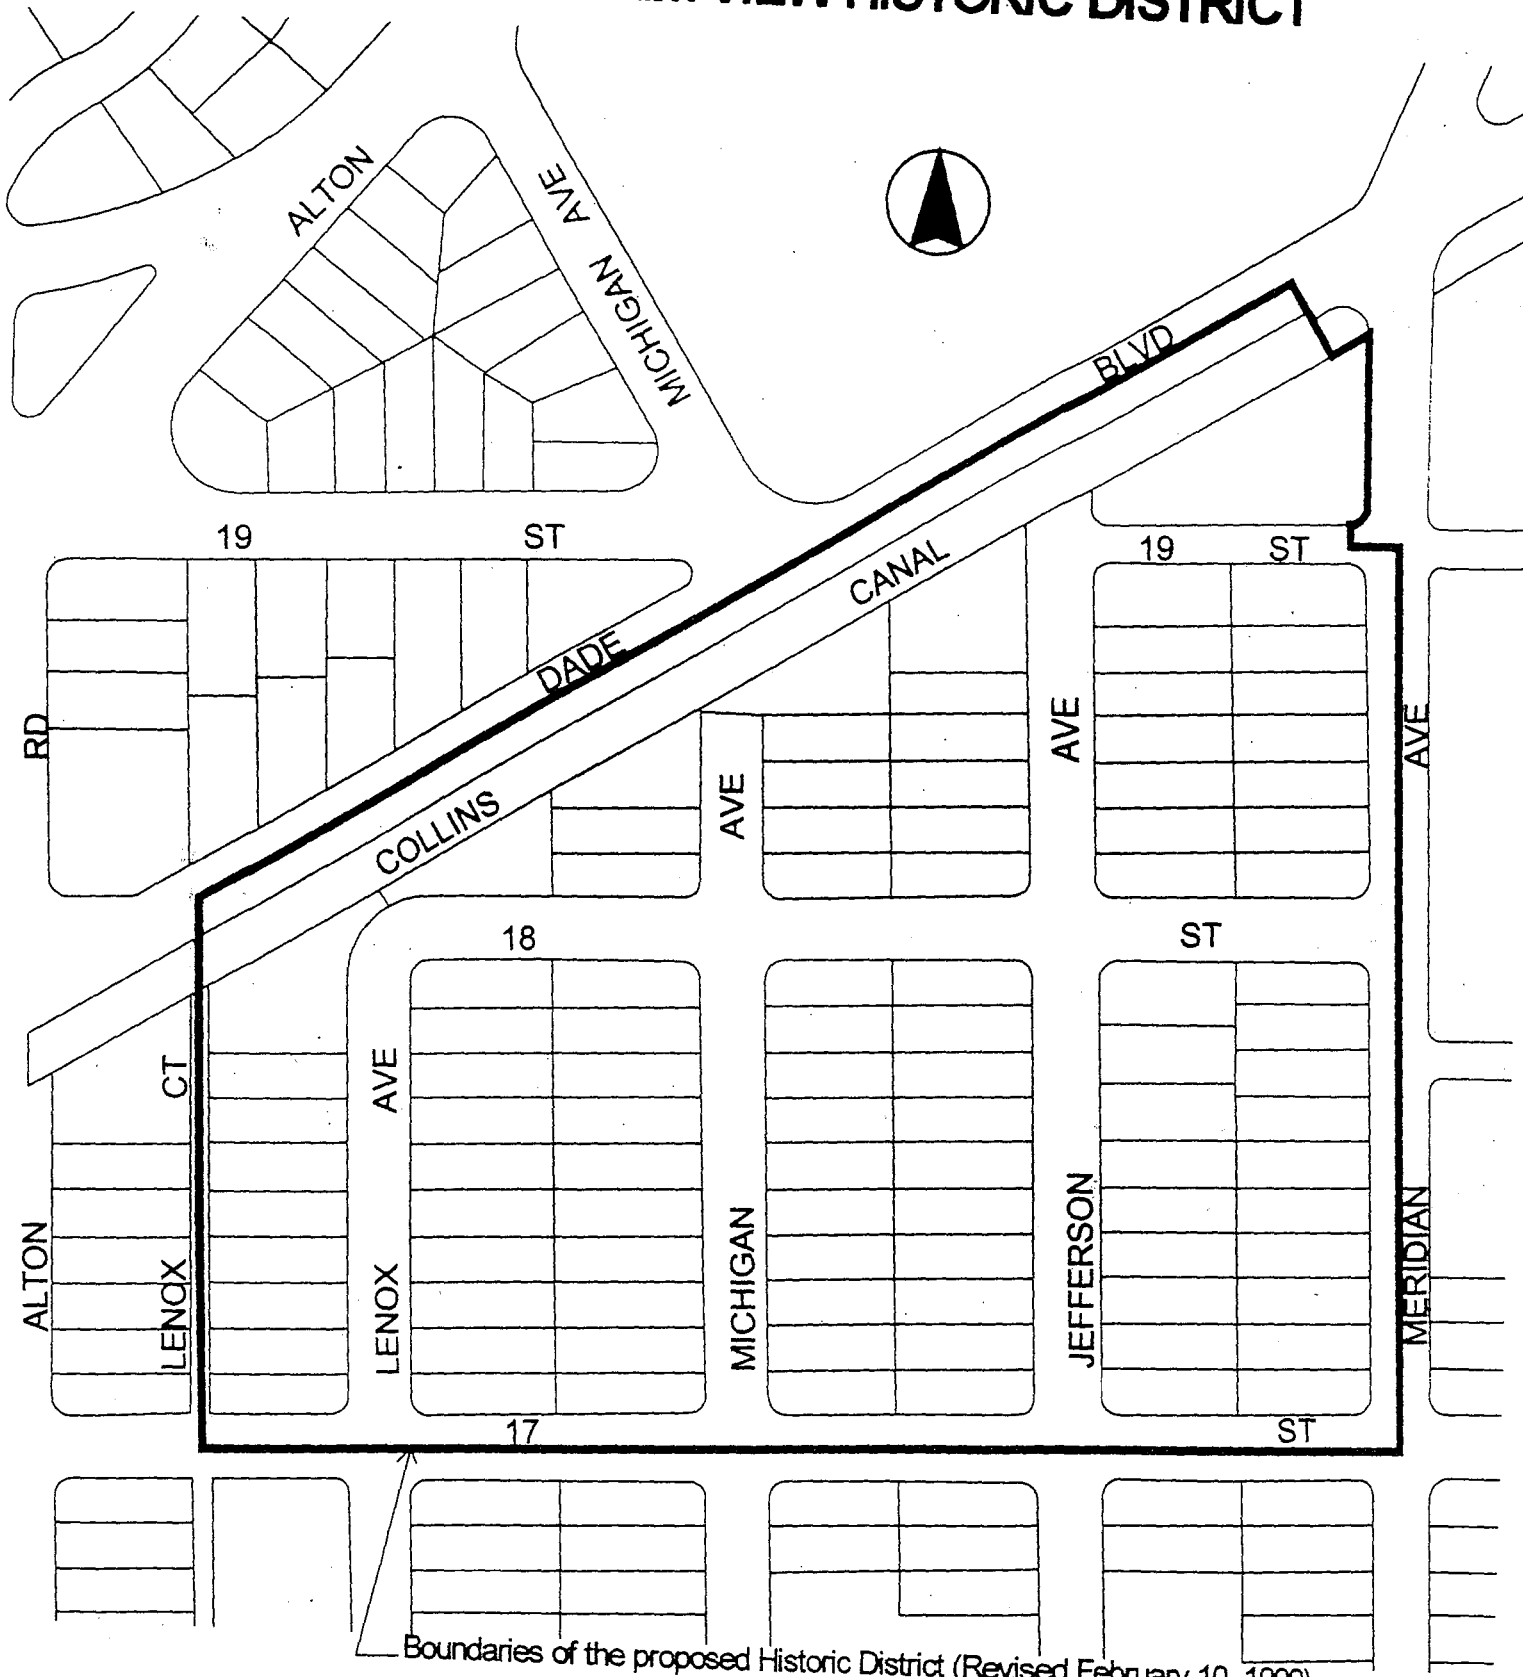 VIEW HISTORIC DISTRICT
ALTON
MICHIGAN AVE
BLVD
19 ST
19 ST
CANAL
DADE
RD
AVE
AVE
AVE
COLLINS
18 ST
CT
AVE
ALTON
LENOX
LENOX
MICHIGAN
JEFFERSON
MERIDIAN
17 ST
Boundaries of the proposed Historic District (Revised February 10,